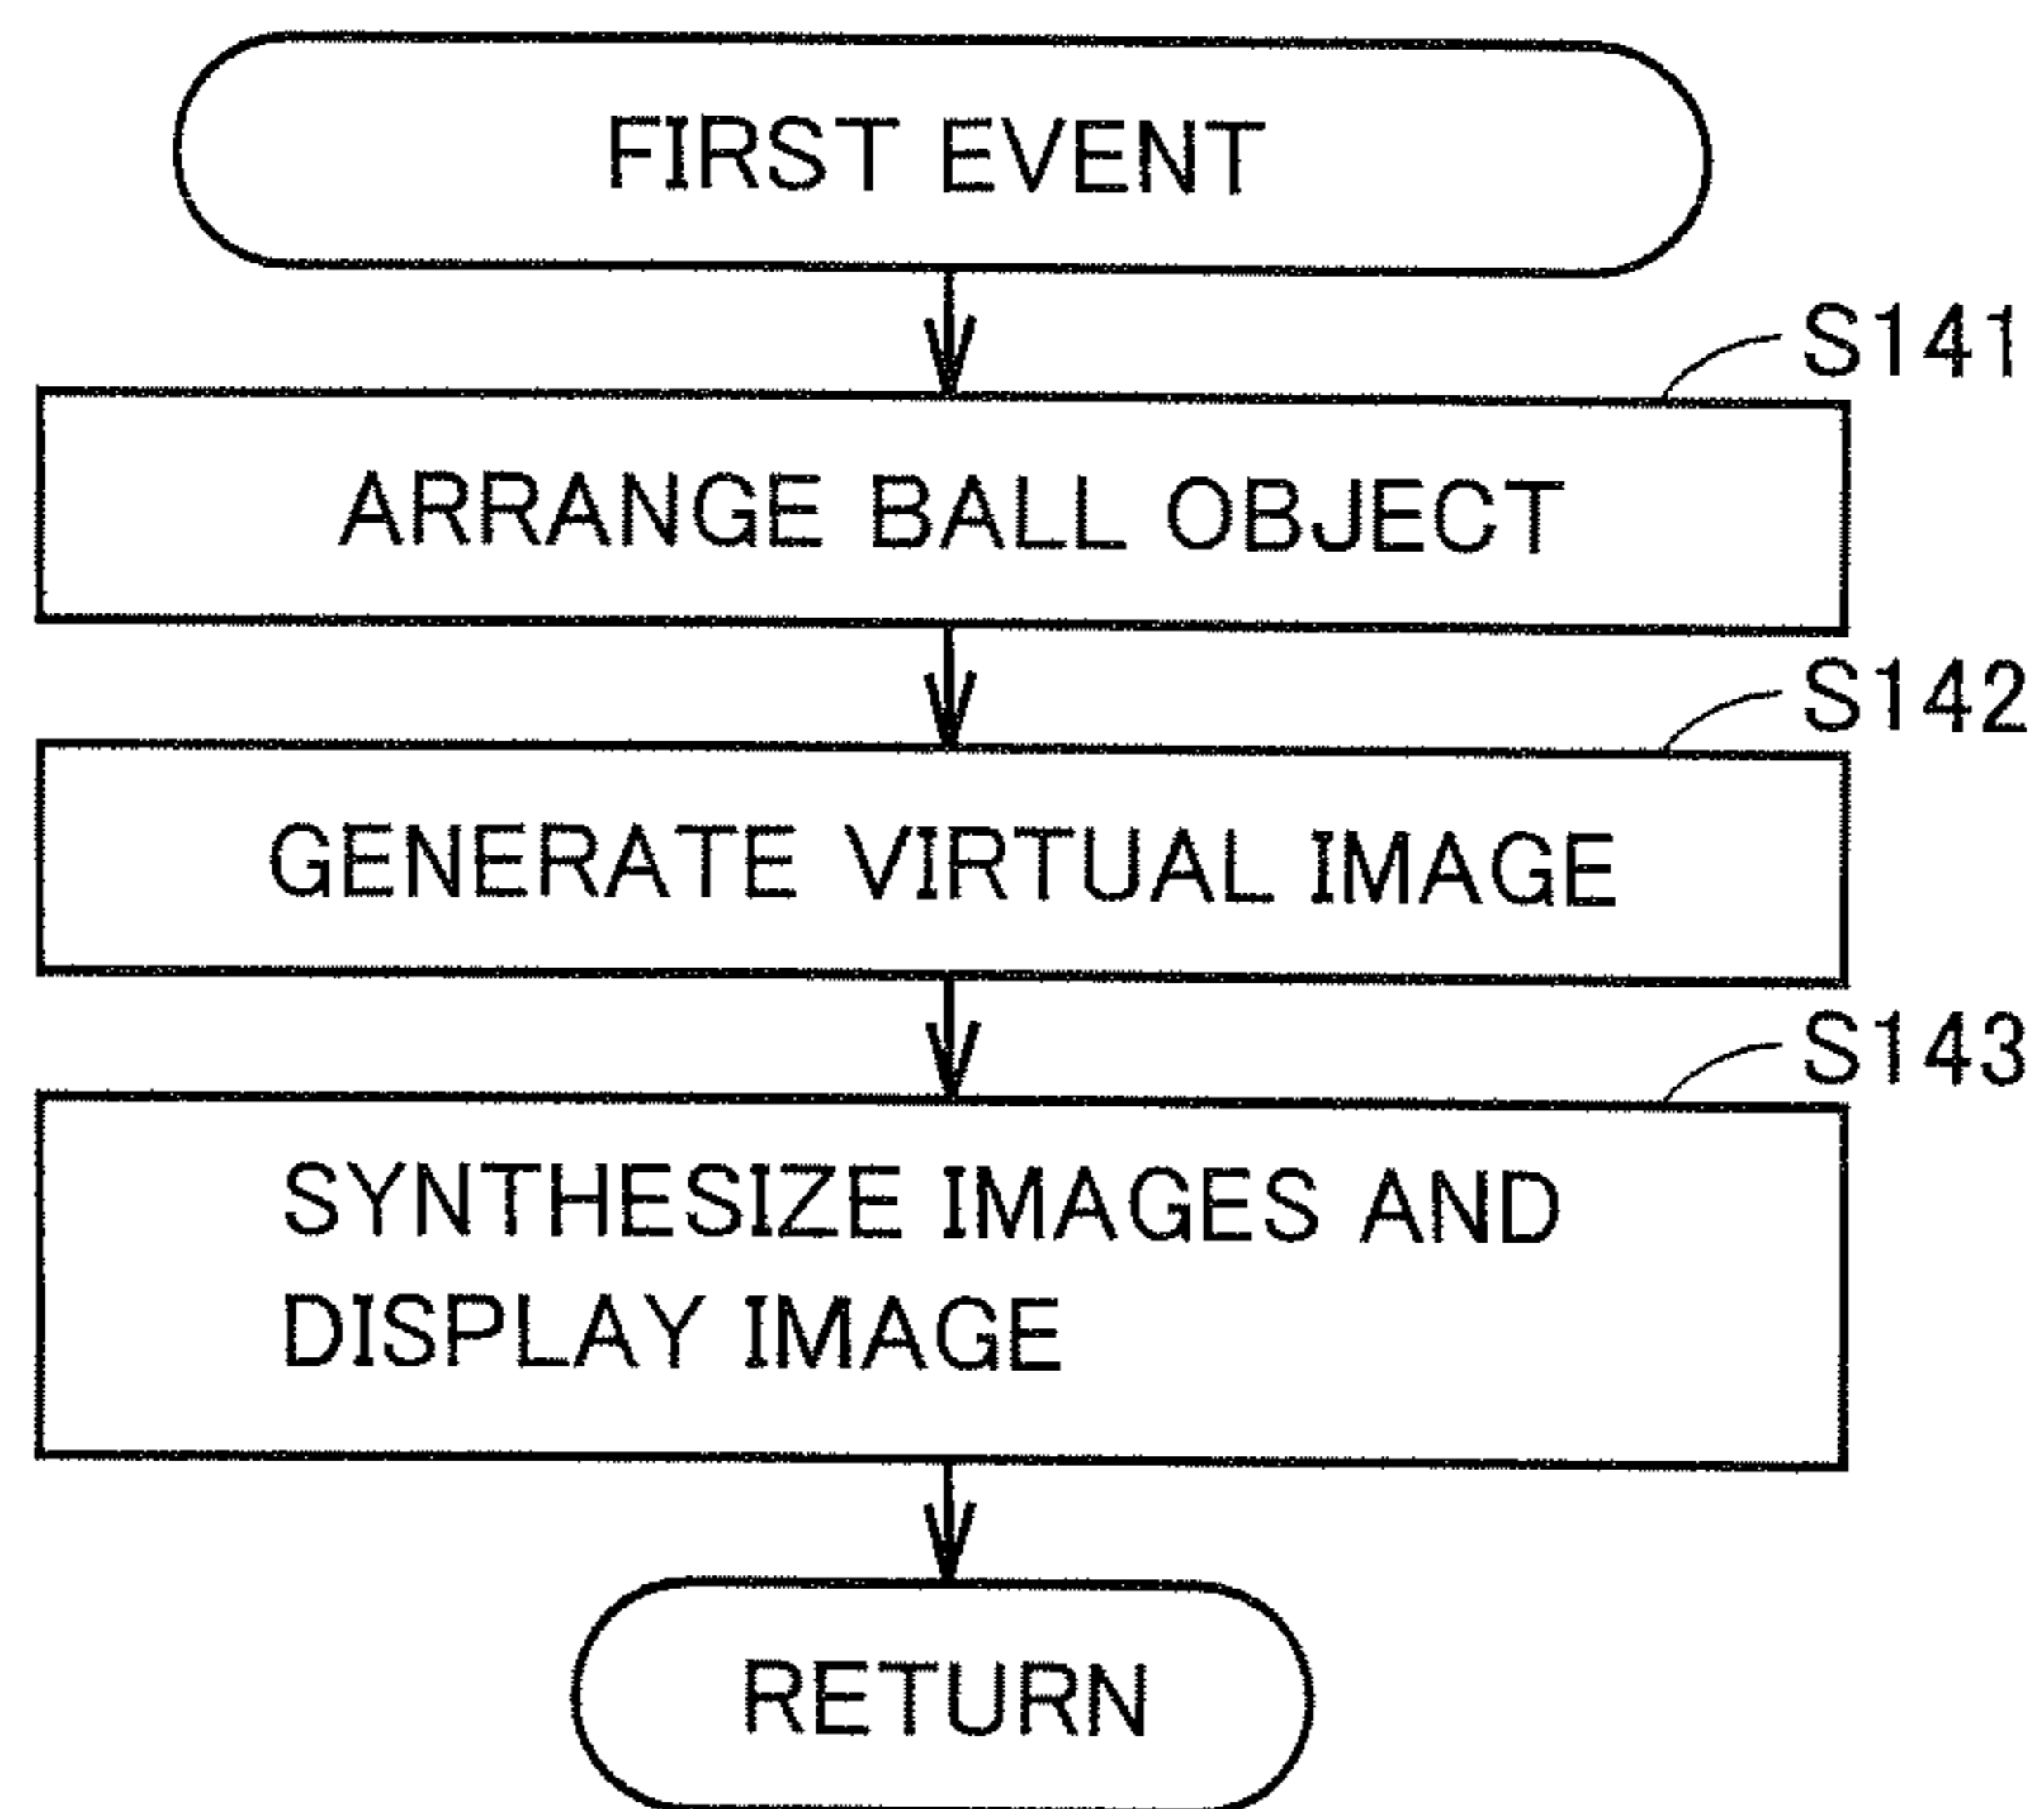 FIRST EVENT
S141
ARRANGE BALL OBJECT
S142
GENERATE VIRTUAL IMAGE
S143
SYNTHESIZE IMAGES AND
DISPLAY IMAGE
RETURN